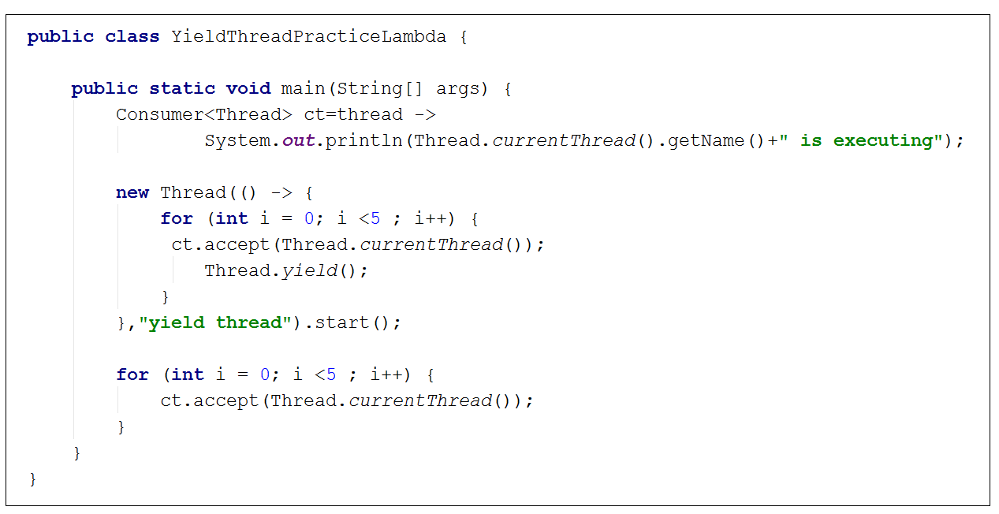 public class YieldThreadPracticeLambda {
public static void main(String[] args) {
Consumer<Thread> ct=thread ->
System.out.println(Thread.currentThread().getName()+" is executing");
new Thread(() -> {
for (int i = 0; i <5 ; i++) {
ct.accept(Thread.currentThread());
Thread.yield();
}
},"yield thread").start();
for (int i = 0; i <5 ; i++) {
ct.accept(Thread.currentThread());
}
}
}